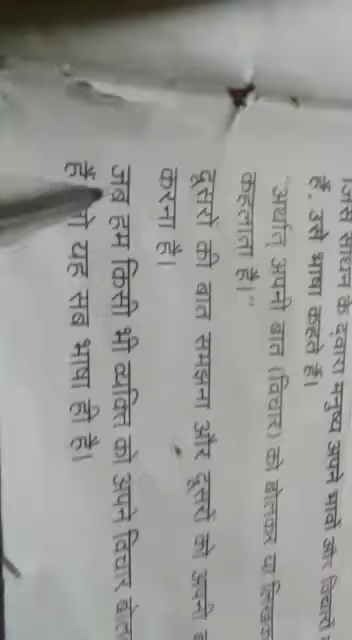 जिस साधन के द्वारा मनुष्य अपने भावों और विचारों
हैं, उसे भाषा कहते हैं।
"अर्थात् अपनी बात (विचार) को बोलकर या लिखकर
कहलाता है।"
दूसरों की बात समझना और दूसरों को अपनी
करना है।
जब हम किसी भी व्यक्ति को अपने विचार बोल
हैं तो यह सब भाषा ही है।